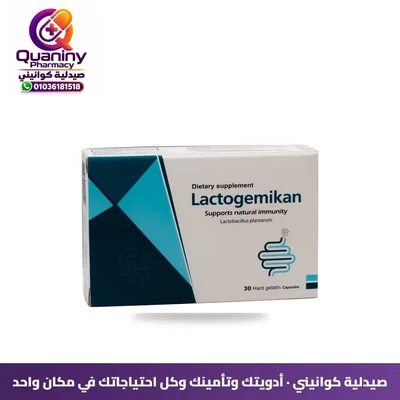 Quaniny
Pharmacy
صيدلية كوانيني
01036181518
Dietary supplement
Lactogemikan
Supports natural immunity
Lactobacillus plantarum
30 Hard gelatin Capsules
صيدلية كوانيني - أدويتك وتأمينك وكل احتياجاتك في مكان واحد